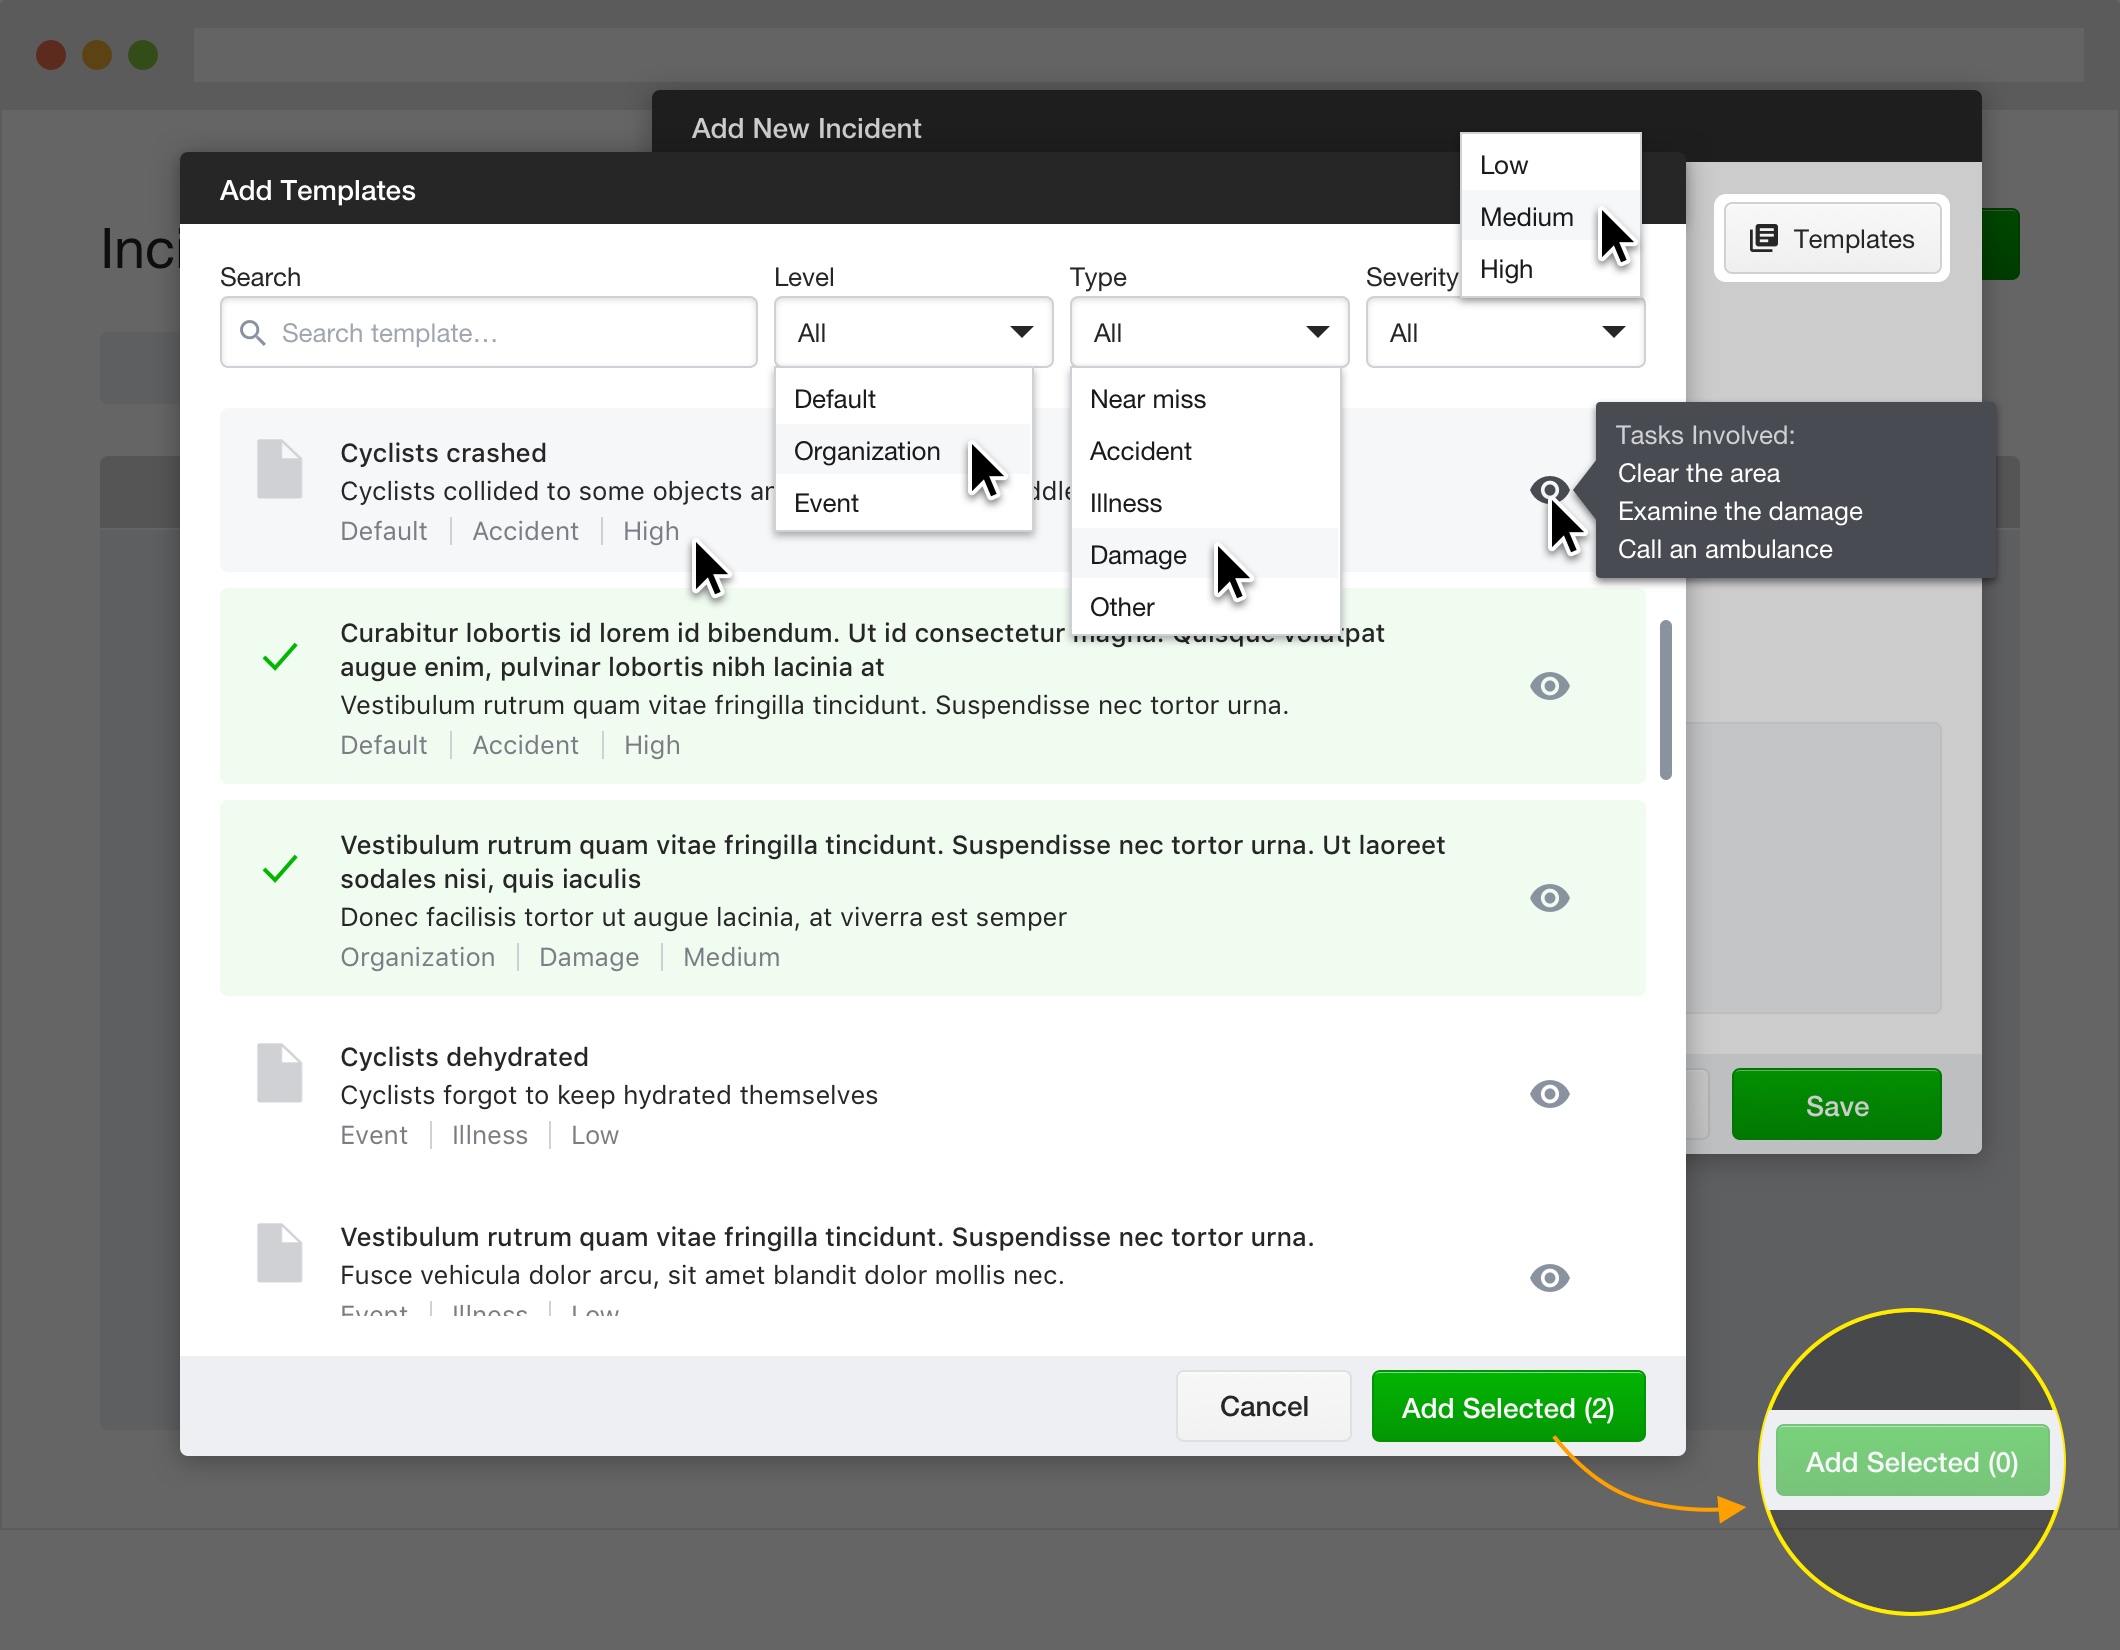 Add New Incident
Add Templates
Low
Medium
High
Templates
Inci
Search
Level
Type
Severity
Search template...
All
All
All
Default
Organization
Event
Near miss
Accident
Illness
Damage
Other
Tasks Involved:
Clear the area
Examine the damage
Call an ambulance
Cyclists crashed
Cyclists collided to some objects
Default | Accident | High
Curabitur lobortis id lorem id bibendum. Ut id consectetur magna. Quisque volutpat
augue enim, pulvinar lobortis nibh lacinia at
Vestibulum rutrum quam vitae fringilla tincidunt. Suspendisse nec tortor urna.
Default | Accident | High
Vestibulum rutrum quam vitae fringilla tincidunt. Suspendisse nec tortor urna. Ut laoreet
sodales nisi, quis iaculis
Donec facilisis tortor ut augue lacinia, at viverra est semper
Organization | Damage | Medium
Cyclists dehydrated
Cyclists forgot to keep hydrated themselves
Event | Illness | Low
Save
Vestibulum rutrum quam vitae fringilla tincidunt. Suspendisse nec tortor urna.
Fusce vehicula dolor arcu, sit amet blandit dolor mollis nec.
Event | Illness | Low
Cancel
Add Selected (2)
Add Selected (0)